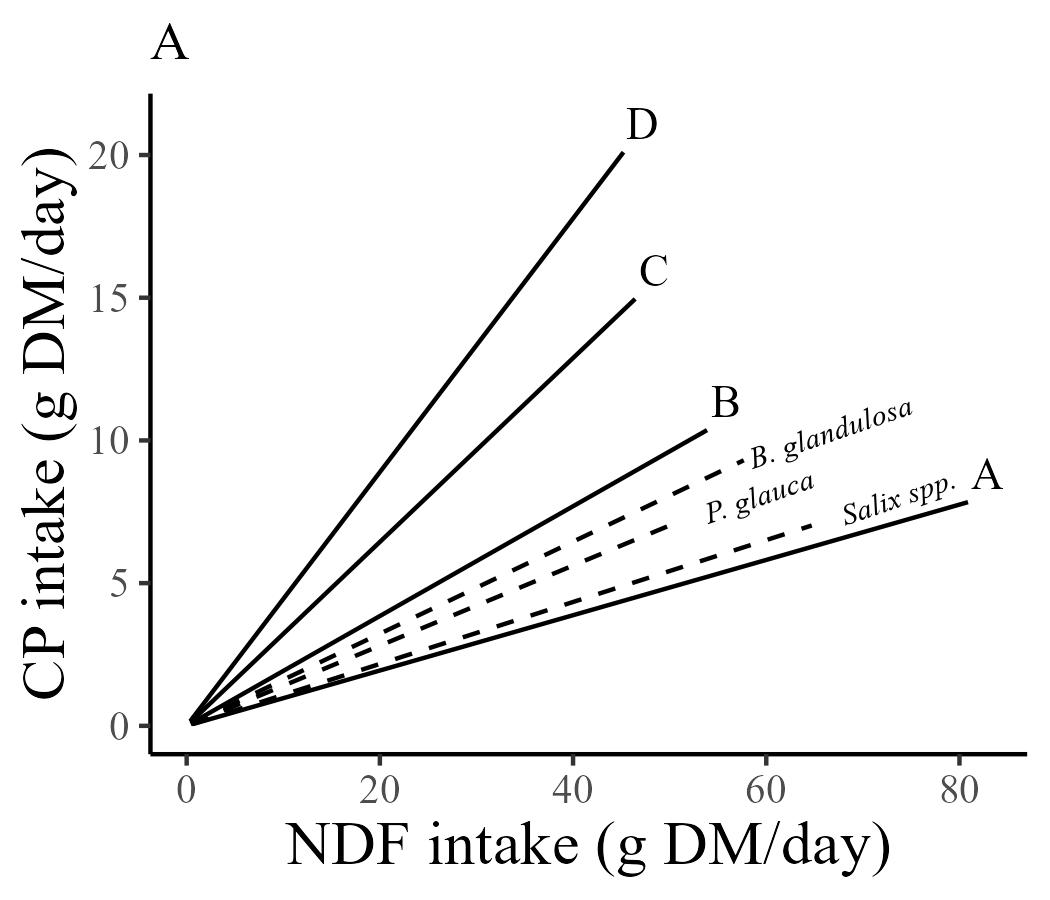 A
D
C
B
B. glandulosa
P. glauca
Salix spp.
A
20
15
10
5
0
CP intake (g DM/day)
0 20 40 60 80
NDF intake (g DM/day)